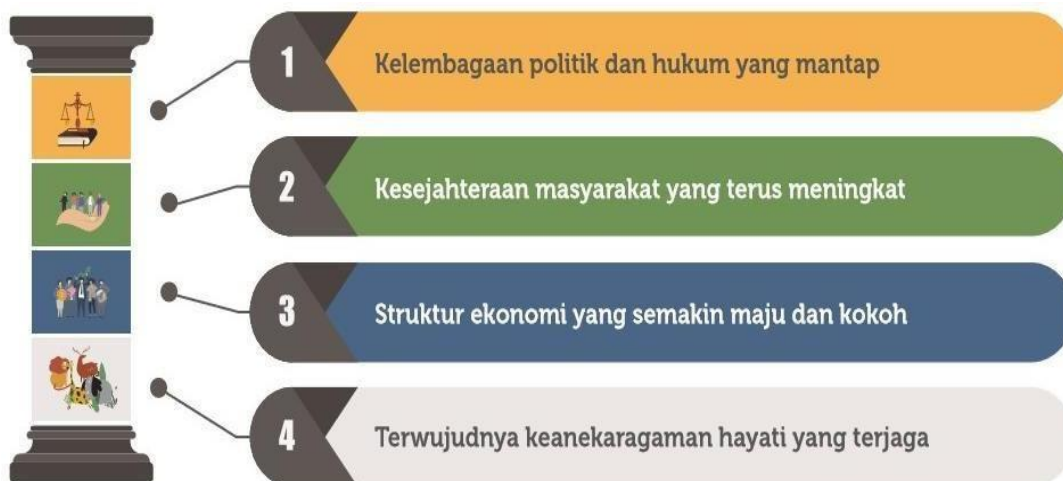 1
Kelembagaan politik dan hukum yang mantap
2
Kesejahteraan masyarakat yang terus meningkat
3
Struktur ekonomi yang semakin maju dan kokoh
4
Terwujudnya keanekaragaman hayati yang terjaga